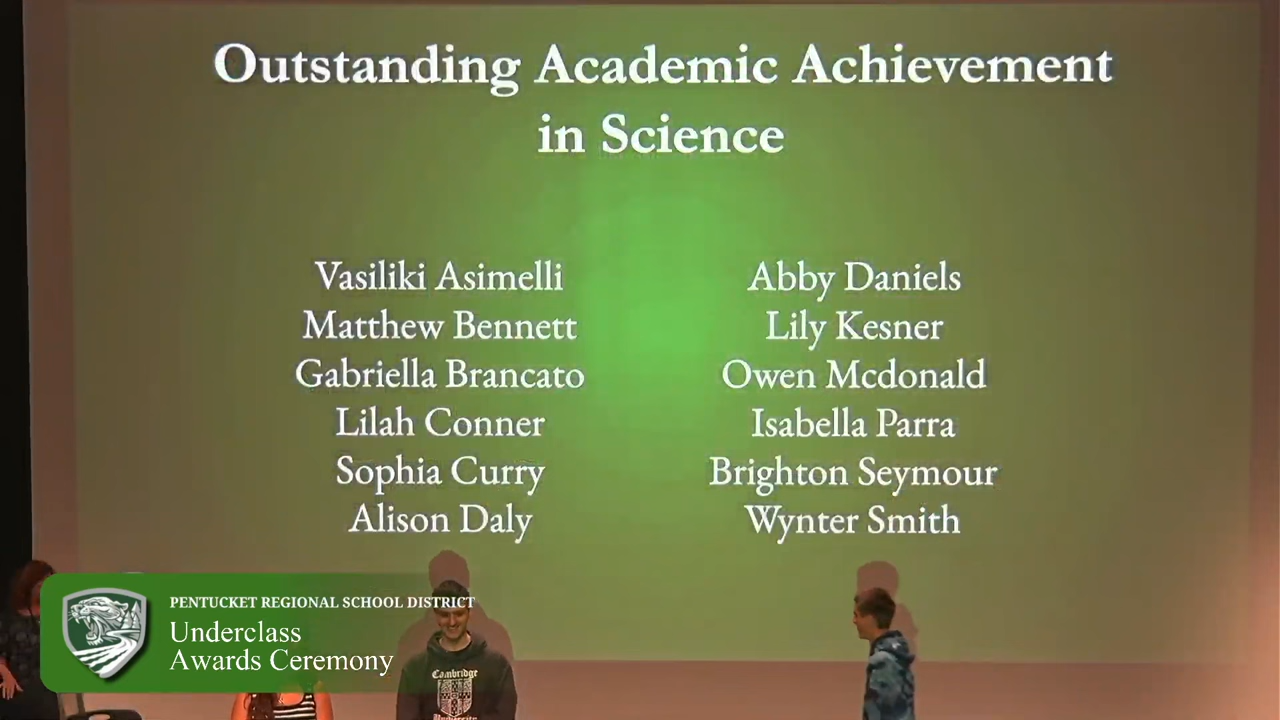 Outstanding Academic Achievement
in Science
Vasiliki Asimelli
Matthew Bennett
Gabriella Brancato
Lilah Conner
Sophia Curry
Alison Daly
Abby Daniels
Lily Kesner
Owen Mcdonald
Isabella Parra
Brighton Seymour
Wynter Smith
PENTUCKET REGIONAL SCHOOL DISTRICT
Underclass
Awards Ceremony
Cambridge
University